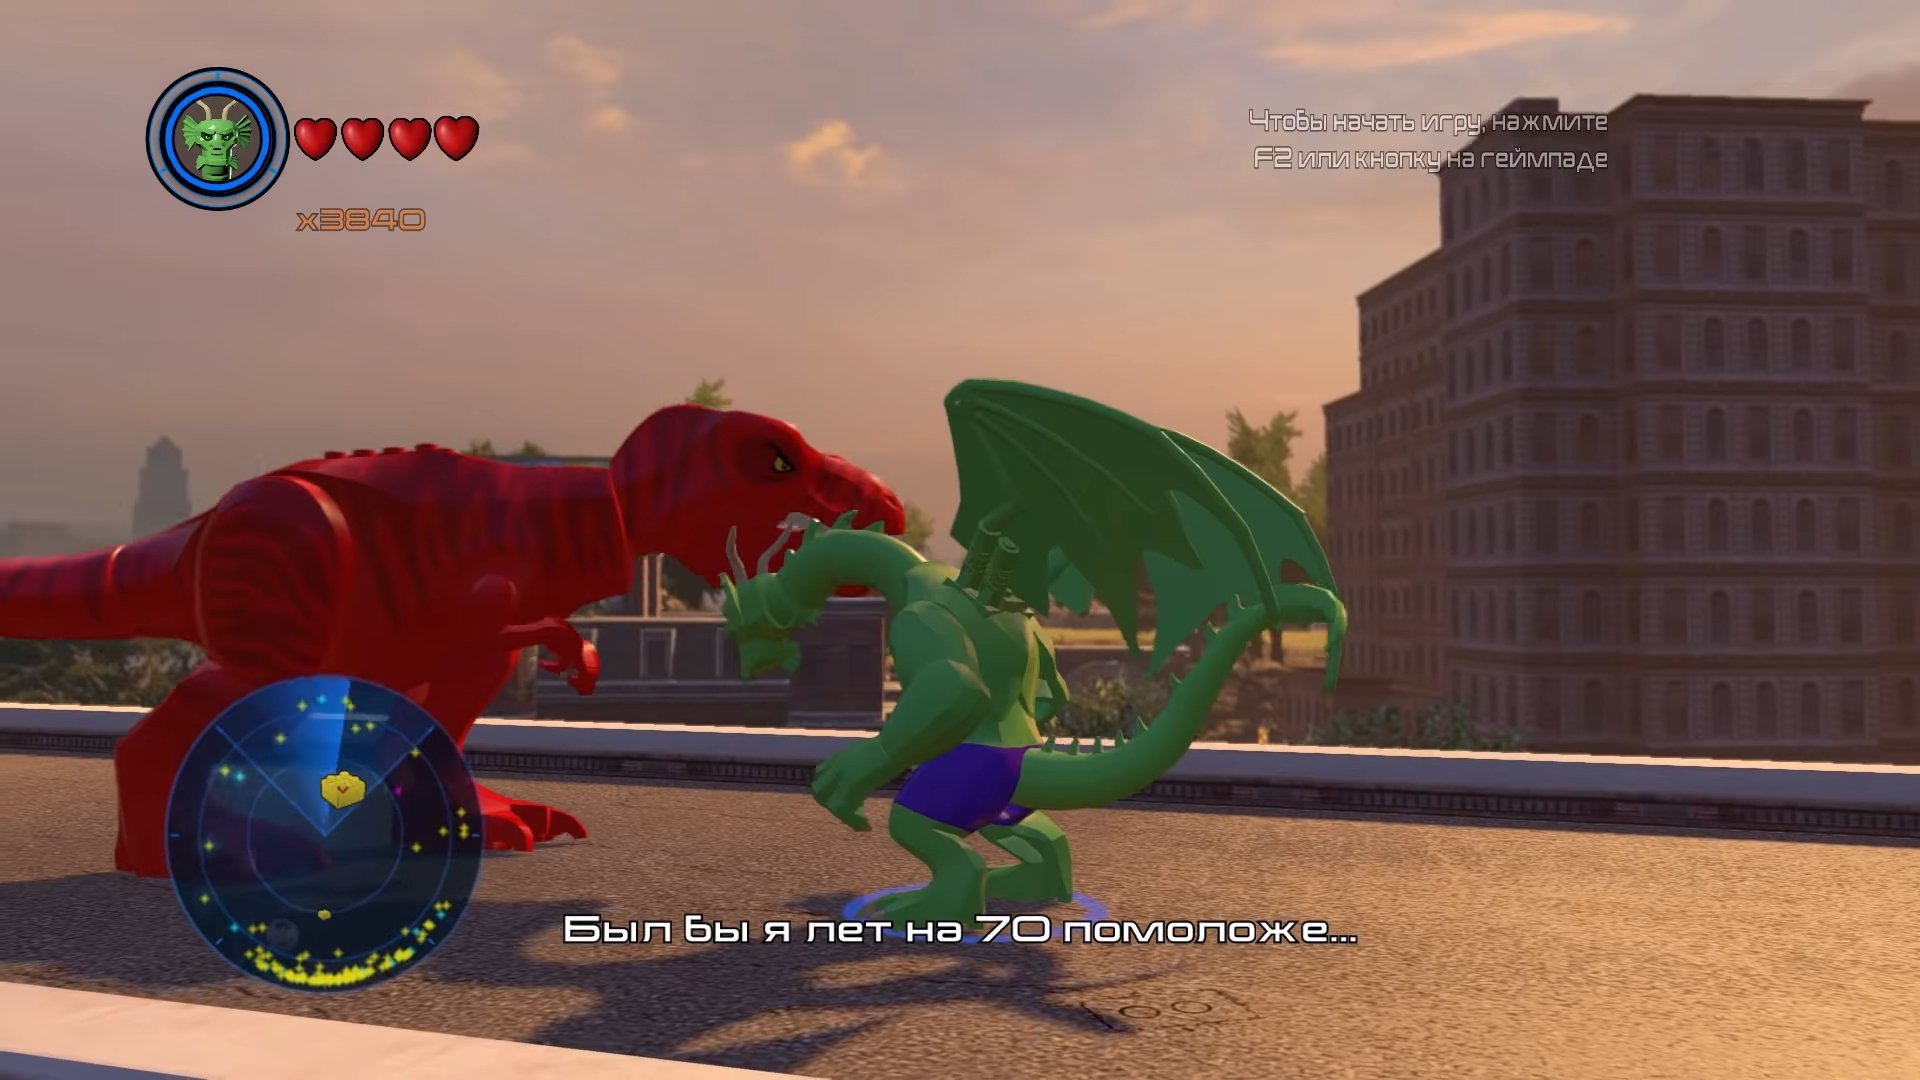 x3840
Чтобы начать игру, нажмите
F2 или кнопку на геймпаде
Был бы я лет на 70 помоложе...